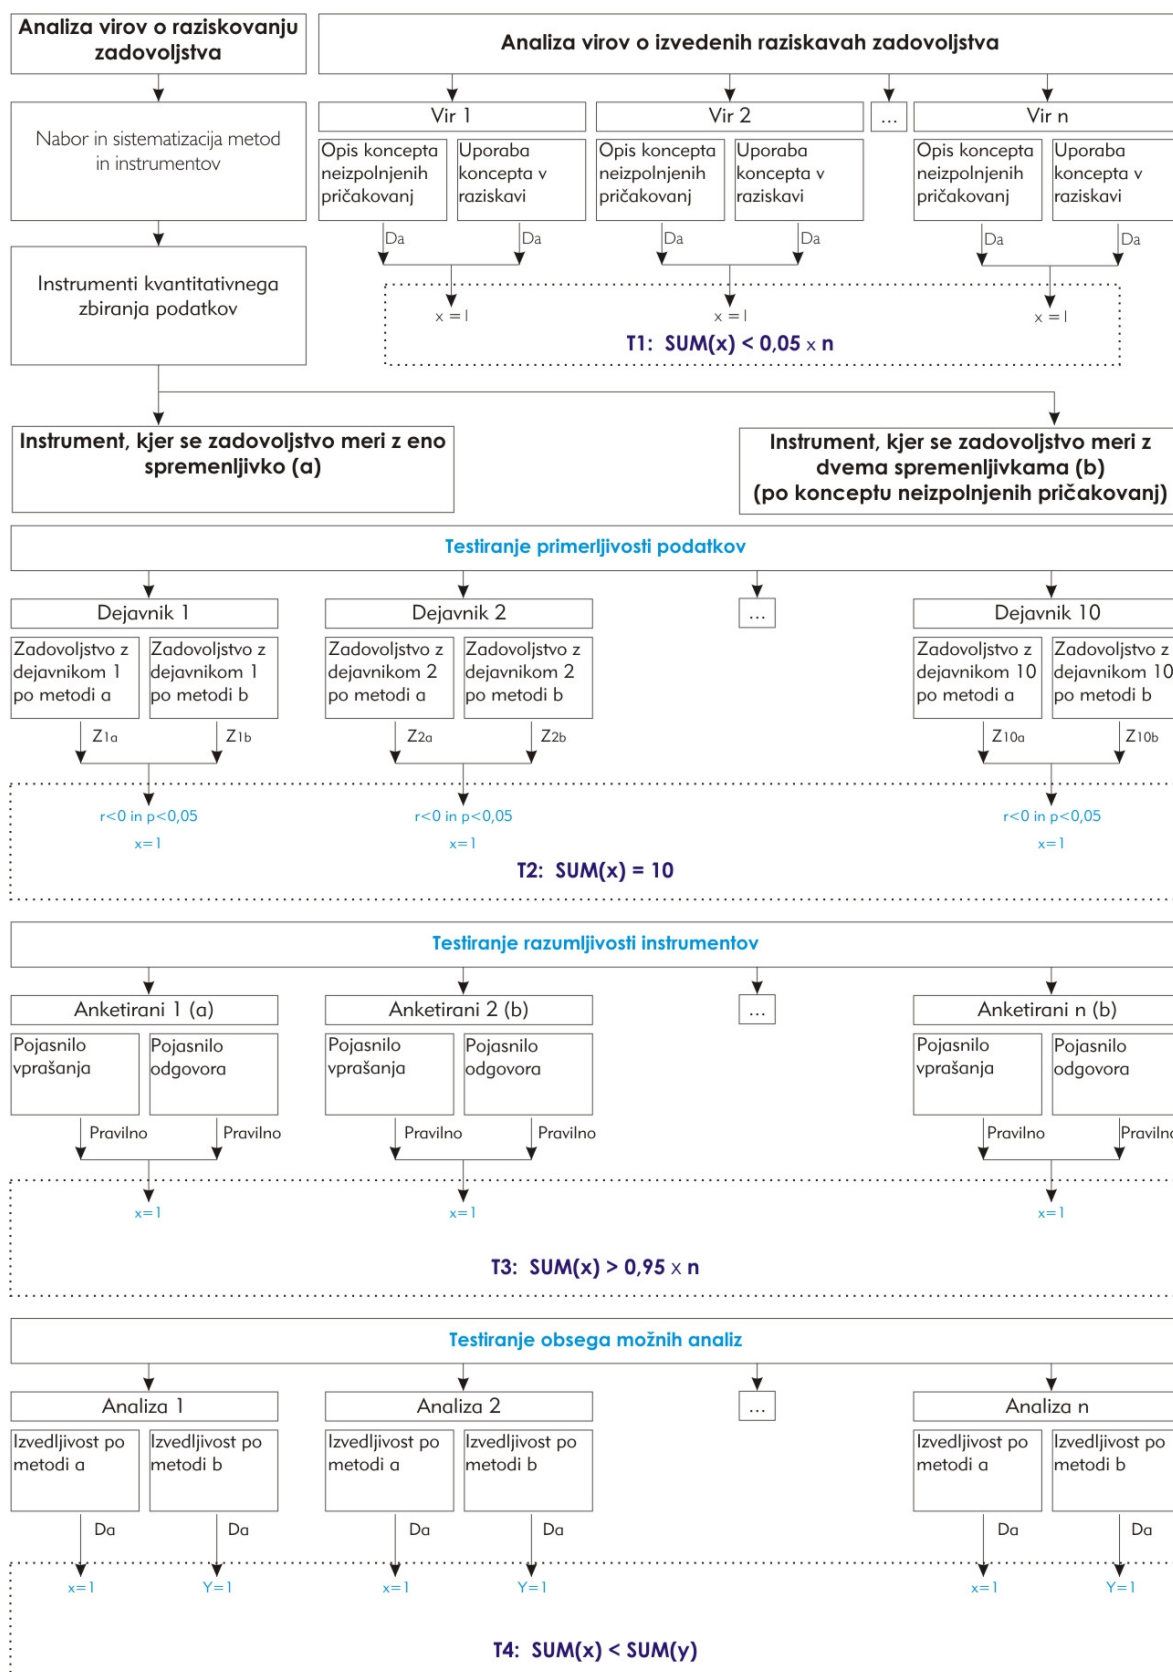 Analiza virov o raziskovanju
zadovoljstva
Analiza virov o izvedenih raziskavah zadovoljstva
Nabor in sistematizacija metod
in instrumentov
Vir 1
Vir 2
...
Vir n
Opis koncepta
neizpolnjenih
pričakovanj
Uporaba
koncepta v
raziskavi
Opis koncepta
neizpolnjenih
pričakovanj
Uporaba
koncepta v
raziskavi
Opis koncepta
neizpolnjenih
pričakovanj
Uporaba
koncepta v
raziskavi
Da
Da
Da
Da
Da
Da
Instrumenti kvantitativnega
zbiranja podatkov
x =1
x =1
x =1
T1: SUM(x) < 0,05 x n
Instrument, kjer se zadovoljstvo meri z eno
spremenljivko (a)
Instrument, kjer se zadovoljstvo meri z
dvema spremenljivkama (b)
(po konceptu neizpolnjenih pričakovanj)
Testiranje primerljivosti podatkov
Dejavnik 1
Dejavnik 2
...
Dejavnik 10
Zadovoljstvo z
dejavnikom 1
po metodi a
Zadovoljstvo z
dejavnikom 1
po metodi b
Zadovoljstvo z
dejavnikom 2
po metodi a
Zadovoljstvo z
dejavnikom 2
po metodi b
Zadovoljstvo z
dejavnikom 10
po metodi a
Zadovoljstvo z
dejavnikom 10
po metodi b
Z1a
Z1b
Z2a
Z2b
Z10a
Z10b
r<0 in p<0,05
x=1
r<0 in p<0,05
x=1
r<0 in p<0,05
x=1
T2: SUM(x) = 10
Testiranje razumljivosti instrumentov
Anketirani 1 (a)
Anketirani 2 (b)
...
Anketirani n (b)
Pojasnilo
vprašanja
Pojasnilo
odgovora
Pojasnilo
vprašanja
Pojasnilo
odgovora
Pojasnilo
vprašanja
Pojasnilo
odgovora
Pravilno
Pravilno
Pravilno
Pravilno
Pravilno
Pravilno
x=1
x=1
x=1
T3: SUM(x) > 0,95 x n
Testiranje obsega možnih analiz
Analiza 1
Analiza 2
...
Analiza n
Izvedljivost po
metodi a
Izvedljivost po
metodi b
Izvedljivost po
metodi a
Izvedljivost po
metodi b
Izvedljivost po
metodi a
Izvedljivost po
metodi b
Da
Da
Da
Da
Da
Da
x=1
Y=1
x=1
Y=1
x=1
Y=1
T4: SUM(x) < SUM(y)